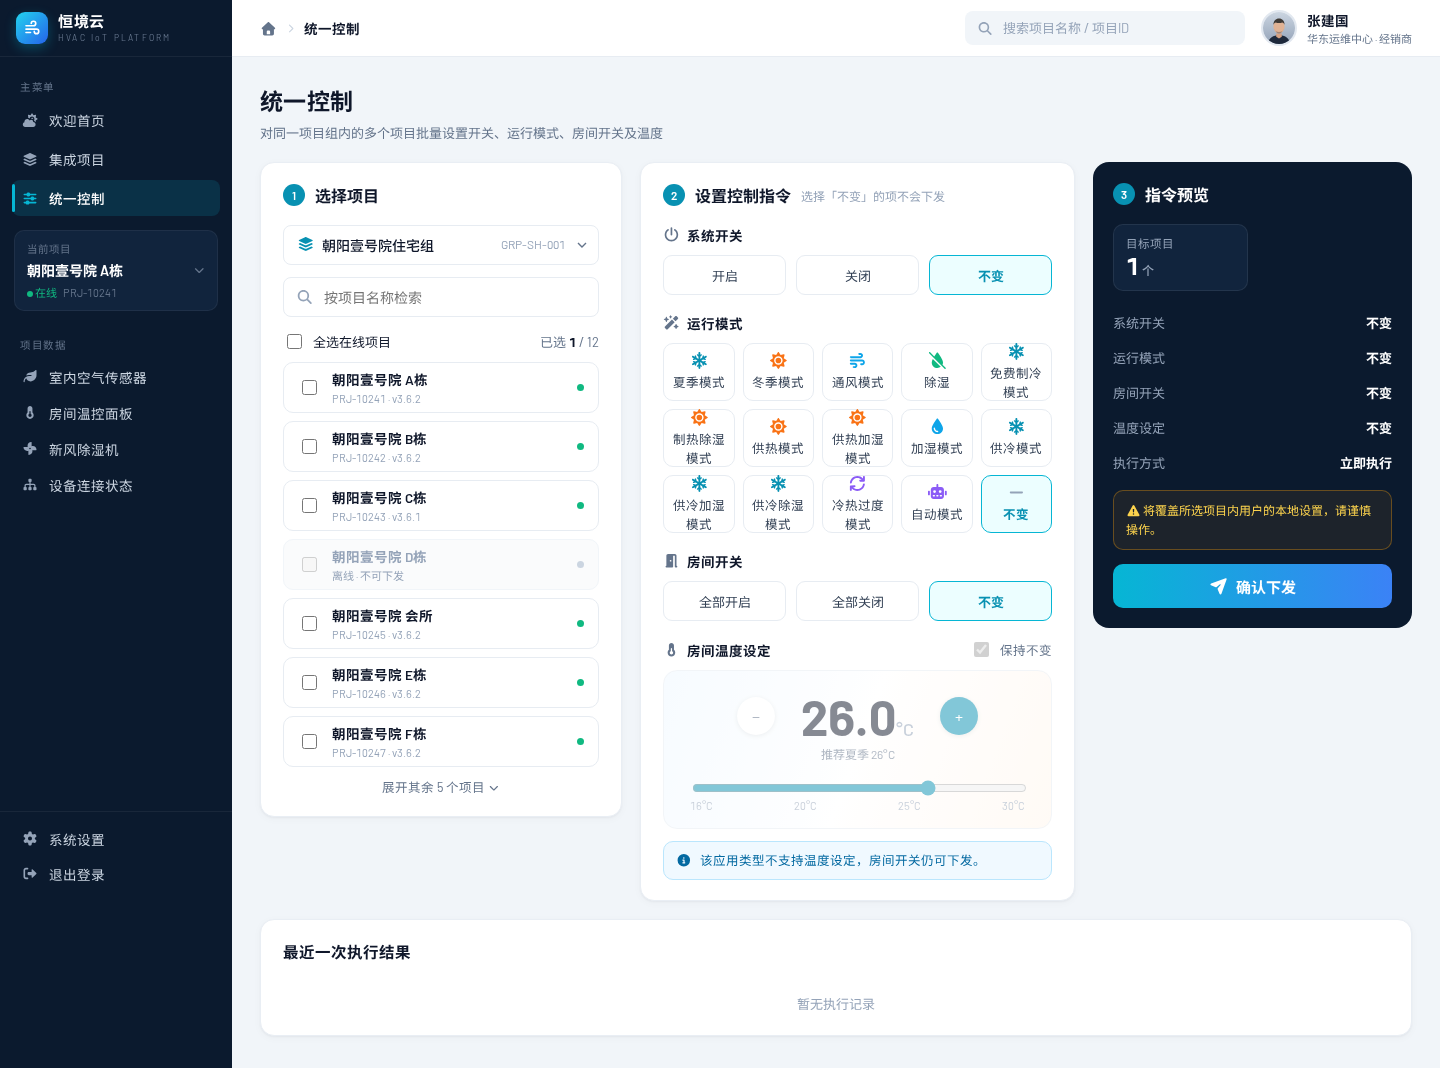 恒境云
HVAC IoT PLATFORM
主菜单
欢迎首页
集成项目
统一控制
当前项目
朝阳壹号院 A栋
在线 PRJ-10241
项目数据
室内空气传感器
房间温控面板
新风除湿机
设备连接状态
系统设置
退出登录
统一控制
搜索项目名称 / 项目ID
张建国
华东运维中心 · 经销商
统一控制
对同一项目组内的多个项目批量设置开关、运行模式、房间开关及温度
1 选择项目
朝阳壹号院住宅组 GRP-SH-001
按项目名称检索
全选在线项目 已选 1 / 12
朝阳壹号院 A栋
PRJ-10241 · v3.6.2
朝阳壹号院 B栋
PRJ-10242 · v3.6.2
朝阳壹号院 C栋
PRJ-10243 · v3.6.1
朝阳壹号院 D栋
离线 · 不可下发
朝阳壹号院 会所
PRJ-10245 · v3.6.2
朝阳壹号院 E栋
PRJ-10246 · v3.6.2
朝阳壹号院 F栋
PRJ-10247 · v3.6.2
展开其余 5 个项目
2 设置控制指令 选择「不变」的项不会下发
系统开关
开启 关闭 不变
运行模式
夏季模式 冬季模式 通风模式 除湿 免费制冷
模式
制热除湿
模式 供热模式 供热加湿
模式 加湿模式 供冷模式
供冷加湿
模式 供冷除湿
模式 冷热过度
模式 自动模式 不变
房间开关
全部开启 全部关闭 不变
房间温度设定 保持不变
− 26.0°C +
推荐夏季 26°C
16°C 20°C 25°C 30°C
该应用类型不支持温度设定，房间开关仍可下发。
3 指令预览
目标项目
1 个
系统开关 不变
运行模式 不变
房间开关 不变
温度设定 不变
执行方式 立即执行
将覆盖所选项目内用户的本地设置，请谨慎
操作。
确认下发
最近一次执行结果
暂无执行记录